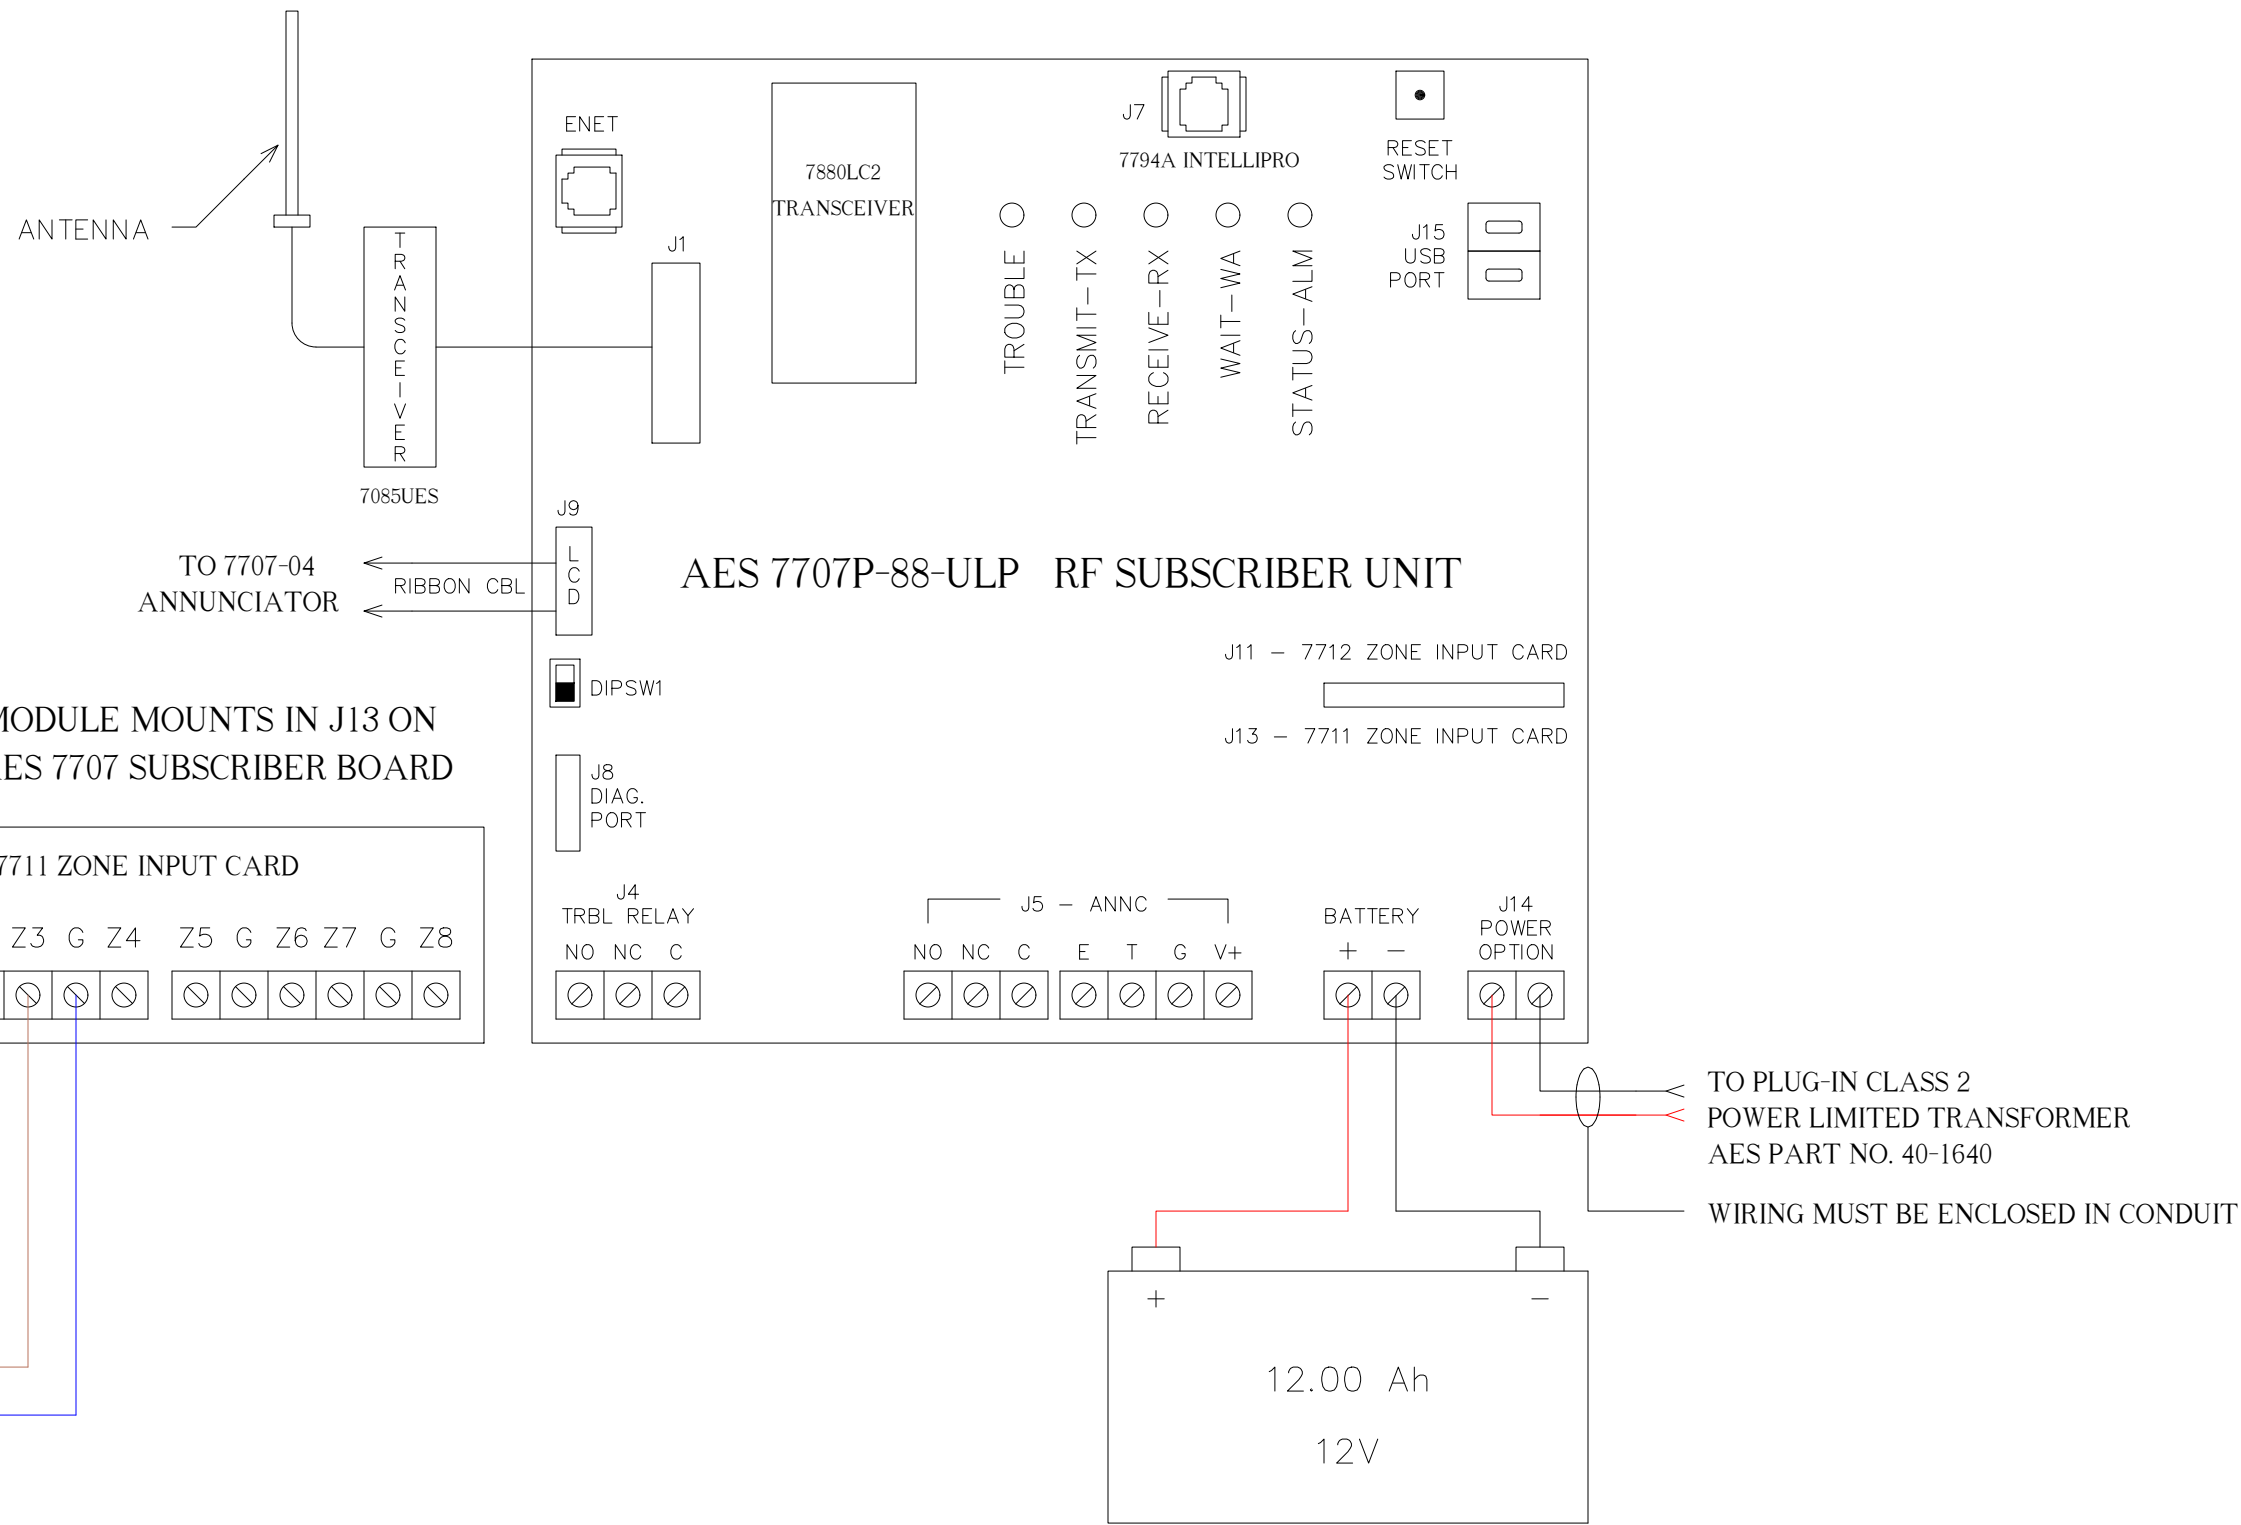 ANTENNA
TRANSCEIVER
7085UES
ENET
J1
7880LC2
TRANSCEIVER
J7
7794A INTELLIPRO
RESET
SWITCH
TROUBLE
TRANSMIT-TX
RECEIVE-RX
WAIT-WA
STATUS-ALM
J15
USB
PORT
J9
LCD
TO 7707-04
ANNUNCIATOR
RIBBON CBL
AES 7707P-88-ULP RF SUBSCRIBER UNIT
J11 - 7712 ZONE INPUT CARD
J13 - 7711 ZONE INPUT CARD
DIPSW1
MODULE MOUNTS IN J13 ON
AES 7707 SUBSCRIBER BOARD
J8
DIAG.
PORT
7711 ZONE INPUT CARD
Z3 G Z4 Z5 G Z6 Z7 G Z8
J4
TRBL RELAY
NO NC C
J5 - ANNC
NO NC C E T G V+
BATTERY
+ -
J14
POWER
OPTION
TO PLUG-IN CLASS 2
POWER LIMITED TRANSFORMER
AES PART NO. 40-1640
WIRING MUST BE ENCLOSED IN CONDUIT
+ -
12.00 Ah
12V